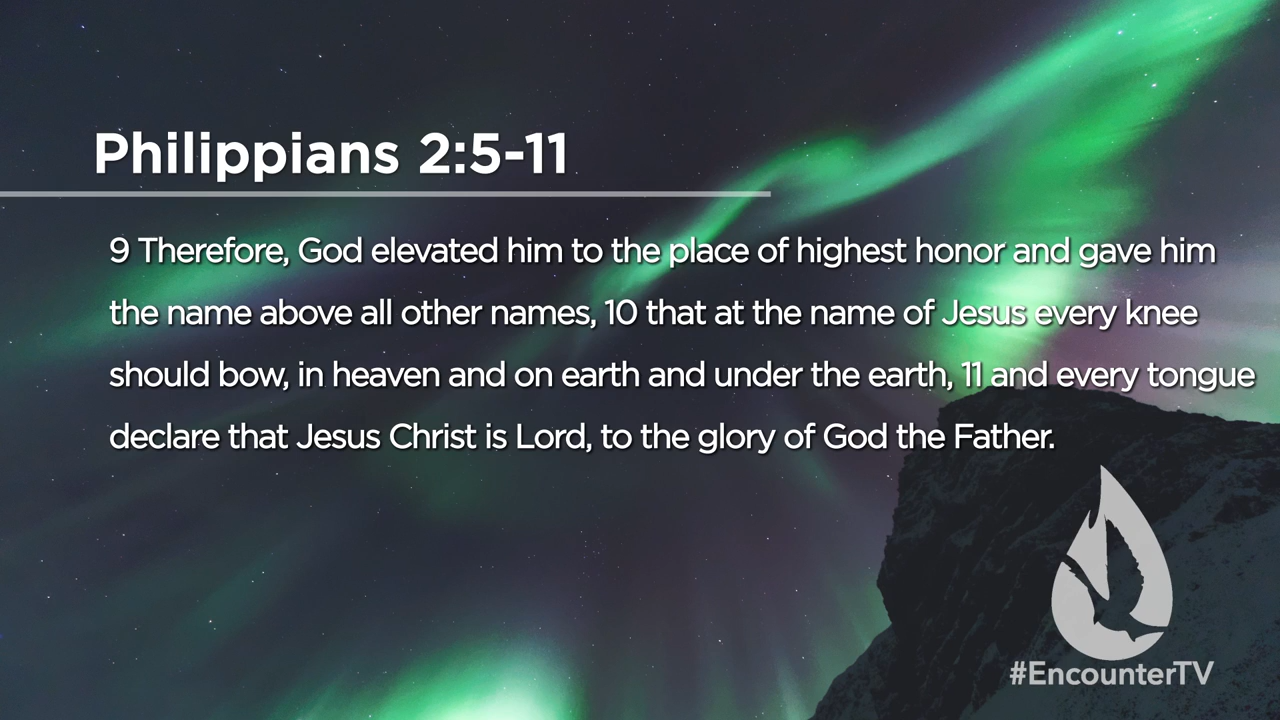 Philippians 2:5-11
9 Therefore, God elevated him to the place of highest honor and gave him
the name above all other names, 10 that at the name of Jesus every knee
should bow, in heaven and on earth and under the earth, 11 and every tongue
declare that Jesus Christ is Lord, to the glory of God the Father.
#EncounterTV